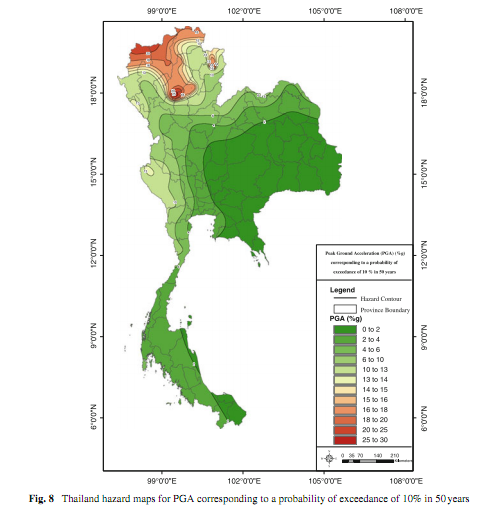 99°0'0"E 102°0'0"E 105°0'0"E 108°0'0"E
18°0'0"N 18°0'0"N
15°0'0"N 15°0'0"N
12°0'0"N 12°0'0"N
9°0'0"N 9°0'0"N
6°0'0"N 6°0'0"N
Peak Ground Acceleration (PGA) (%g)
corresponding to a probability of
exceedance of 10 % in 50 years
Legend
Hazard Contour
Province Boundary
PGA (%g)
0 to 2
2 to 4
4 to 6
6 to 10
10 to 13
13 to 14
14 to 15
15 to 16
16 to 18
18 to 20
20 to 25
25 to 30
0 35 70 140 210
99°0'0"E 102°0'0"E 105°0'0"E 108°0'0"E
Fig. 8 Thailand hazard maps for PGA corresponding to a probability of exceedance of 10% in 50 years